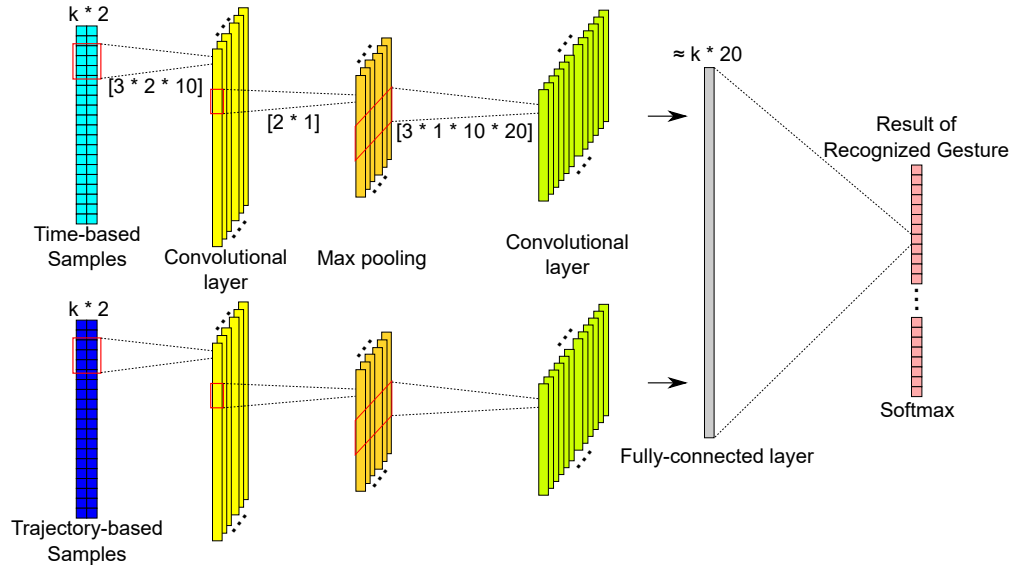 k * 2
[3 * 2 * 10]
[2 * 1]
[3 * 1 * 10 * 20]
≈ k * 20
Result of
Recognized Gesture
Time-based
Samples
Convolutional
layer
Max pooling
Convolutional
layer
k * 2
Softmax
Fully-connected layer
Trajectory-based
Samples